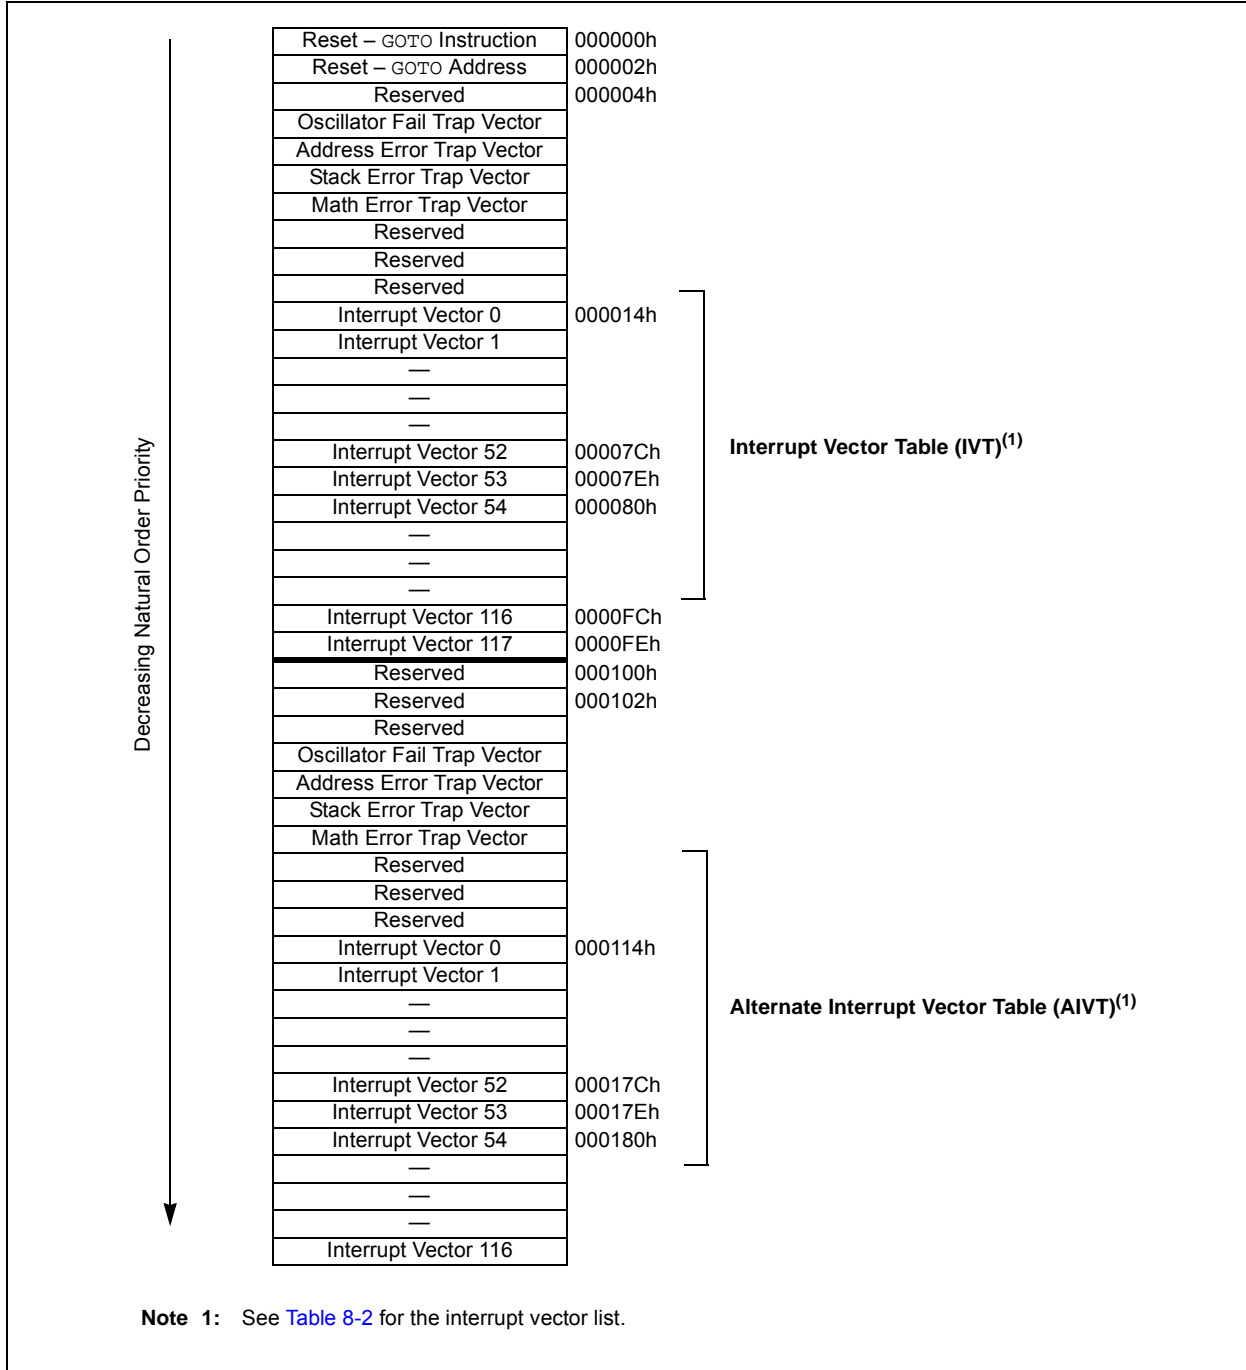 Reset – GOTO Instruction 000000h
Reset – GOTO Address 000002h
Reserved 000004h
Oscillator Fail Trap Vector
Address Error Trap Vector
Stack Error Trap Vector
Math Error Trap Vector
Reserved
Reserved
Reserved
Interrupt Vector 0 000014h
Interrupt Vector 1
—
—
—
Interrupt Vector 52 00007Ch
Interrupt Vector 53 00007Eh
Interrupt Vector 54 000080h
—
—
—
Interrupt Vector 116 0000FCh
Interrupt Vector 117 0000FEh
Reserved 000100h
Reserved 000102h
Reserved
Oscillator Fail Trap Vector
Address Error Trap Vector
Stack Error Trap Vector
Math Error Trap Vector
Reserved
Reserved
Reserved
Interrupt Vector 0 000114h
Interrupt Vector 1
—
—
—
Interrupt Vector 52 00017Ch
Interrupt Vector 53 00017Eh
Interrupt Vector 54 000180h
—
—
—
Interrupt Vector 116
Decreasing Natural Order Priority
Interrupt Vector Table (IVT)(1)
Alternate Interrupt Vector Table (AIVT)(1)
Note 1: See Table 8-2 for the interrupt vector list.